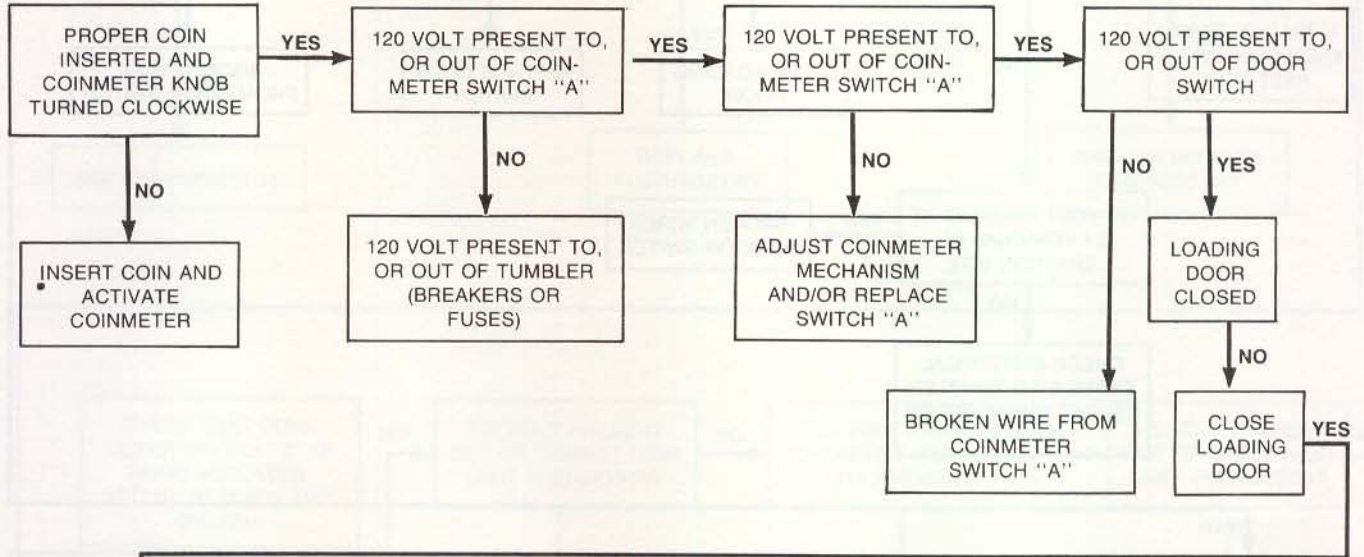 PROPER COIN
INSERTED AND
COINMETER KNOB
TURNED CLOCKWISE
YES
120 VOLT PRESENT TO,
OR OUT OF COIN-
METER SWITCH "A"
YES
120 VOLT PRESENT TO,
OR OUT OF COIN-
METER SWITCH "A"
YES
120 VOLT PRESENT TO,
OR OUT OF DOOR
SWITCH
NO
NO
NO
NO
YES
INSERT COIN AND
ACTIVATE
COINMETER
120 VOLT PRESENT TO,
OR OUT OF TUMBLER
(BREAKERS OR
FUSES)
ADJUST COINMETER
MECHANISM
AND/OR REPLACE
SWITCH "A"
LOADING
DOOR
CLOSED
NO
BROKEN WIRE FROM
COINMETER
SWITCH "A"
CLOSE
LOADING
DOOR
YES